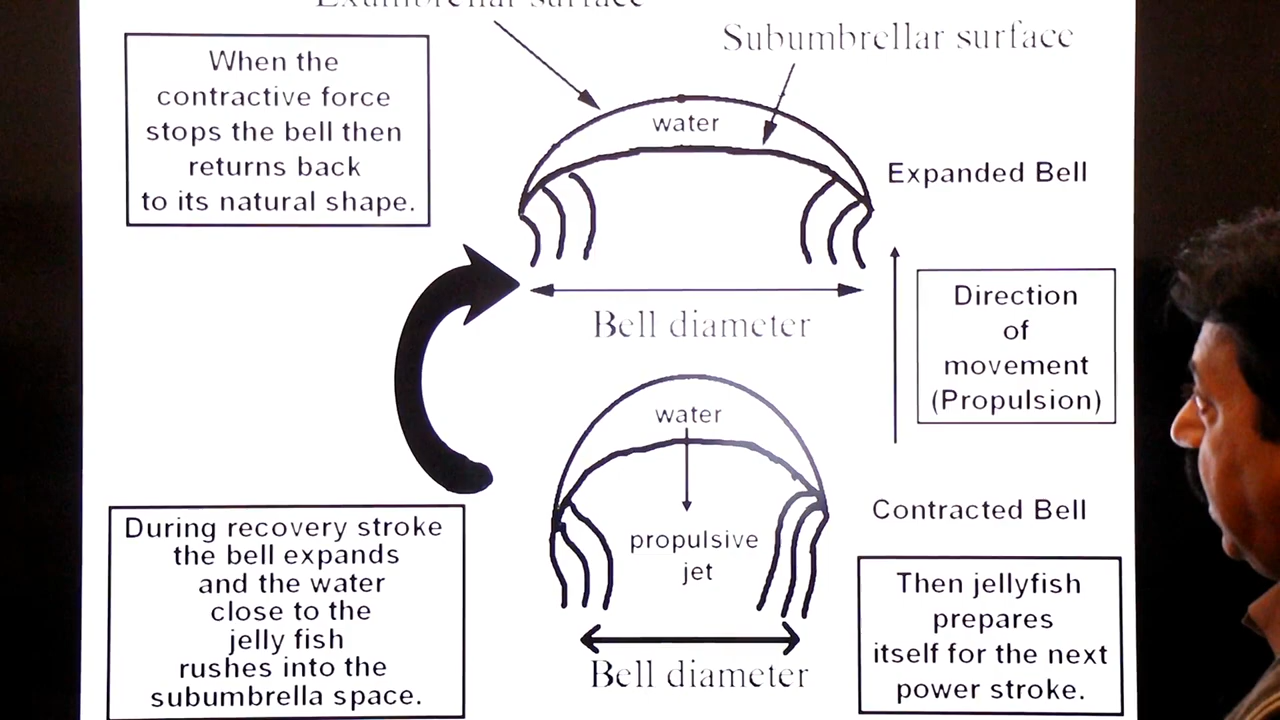 Exumbrellar surface
Subumbrellar surface
When the
contractive force
stops the bell then
returns back
to its natural shape.
water
Expanded Bell
Bell diameter
Direction
of
movement
(Propulsion)
water
Contracted Bell
propulsive
jet
During recovery stroke
the bell expands
and the water
close to the
jelly fish
rushes into the
subumbrella space.
Then jellyfish
prepares
itself for the next
power stroke.
Bell diameter